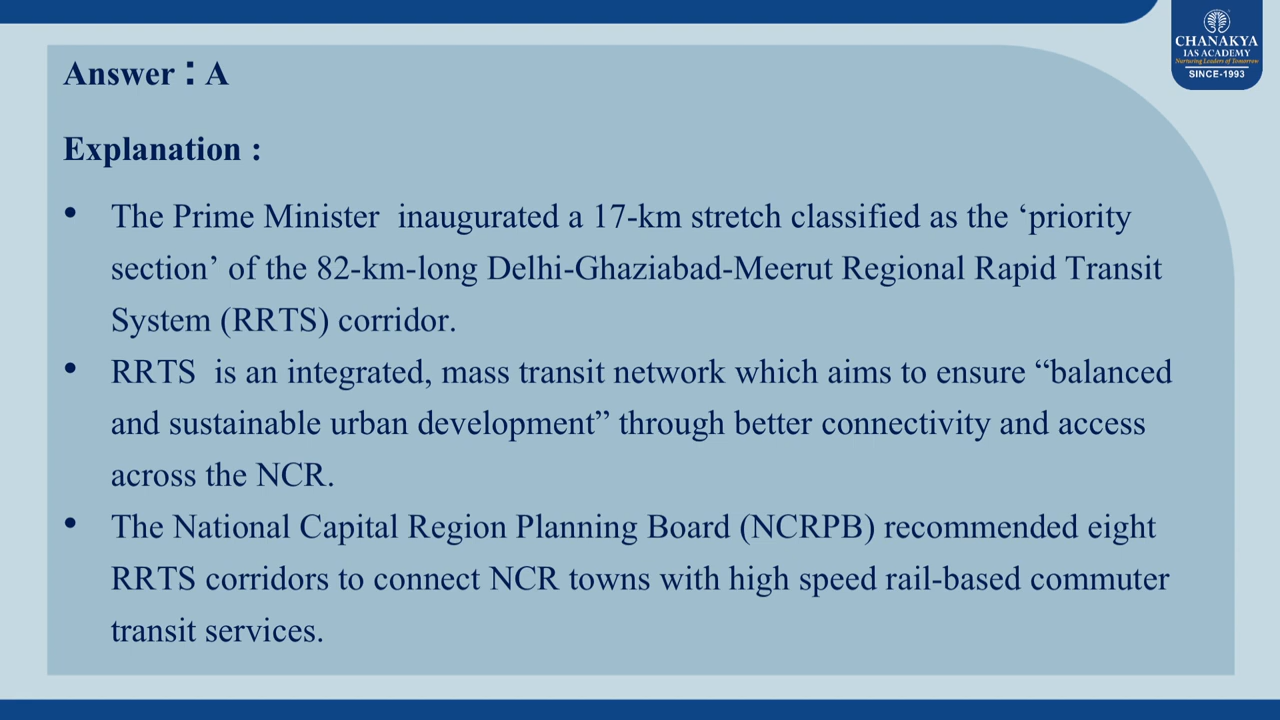 CHANAKYA
IAS ACADEMY
Nurturing Leaders of Tomorrow
SINCE-1993
Answer : A
Explanation :
• The Prime Minister inaugurated a 17-km stretch classified as the ‘priority
section’ of the 82-km-long Delhi-Ghaziabad-Meerut Regional Rapid Transit
System (RRTS) corridor.
• RRTS is an integrated, mass transit network which aims to ensure “balanced
and sustainable urban development” through better connectivity and access
across the NCR.
• The National Capital Region Planning Board (NCRPB) recommended eight
RRTS corridors to connect NCR towns with high speed rail-based commuter
transit services.